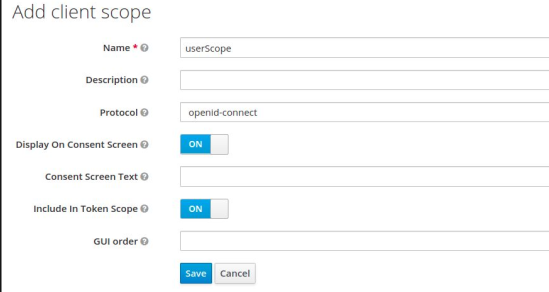 Add client scope
Name * userScope
Description
Protocol openid-connect
Display On Consent Screen ON
Consent Screen Text
Include In Token Scope ON
GUI order
Save Cancel